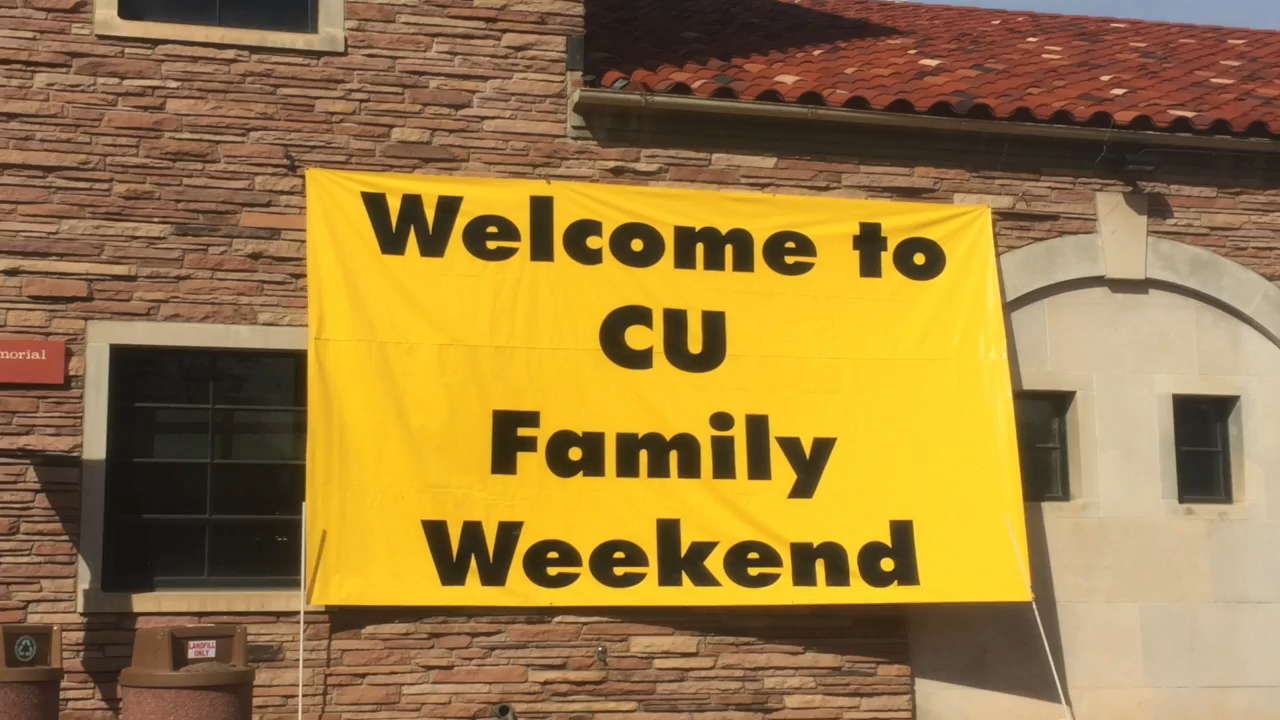 Welcome to
CU
Family
Weekend
morial
LANDFILL
ONLY